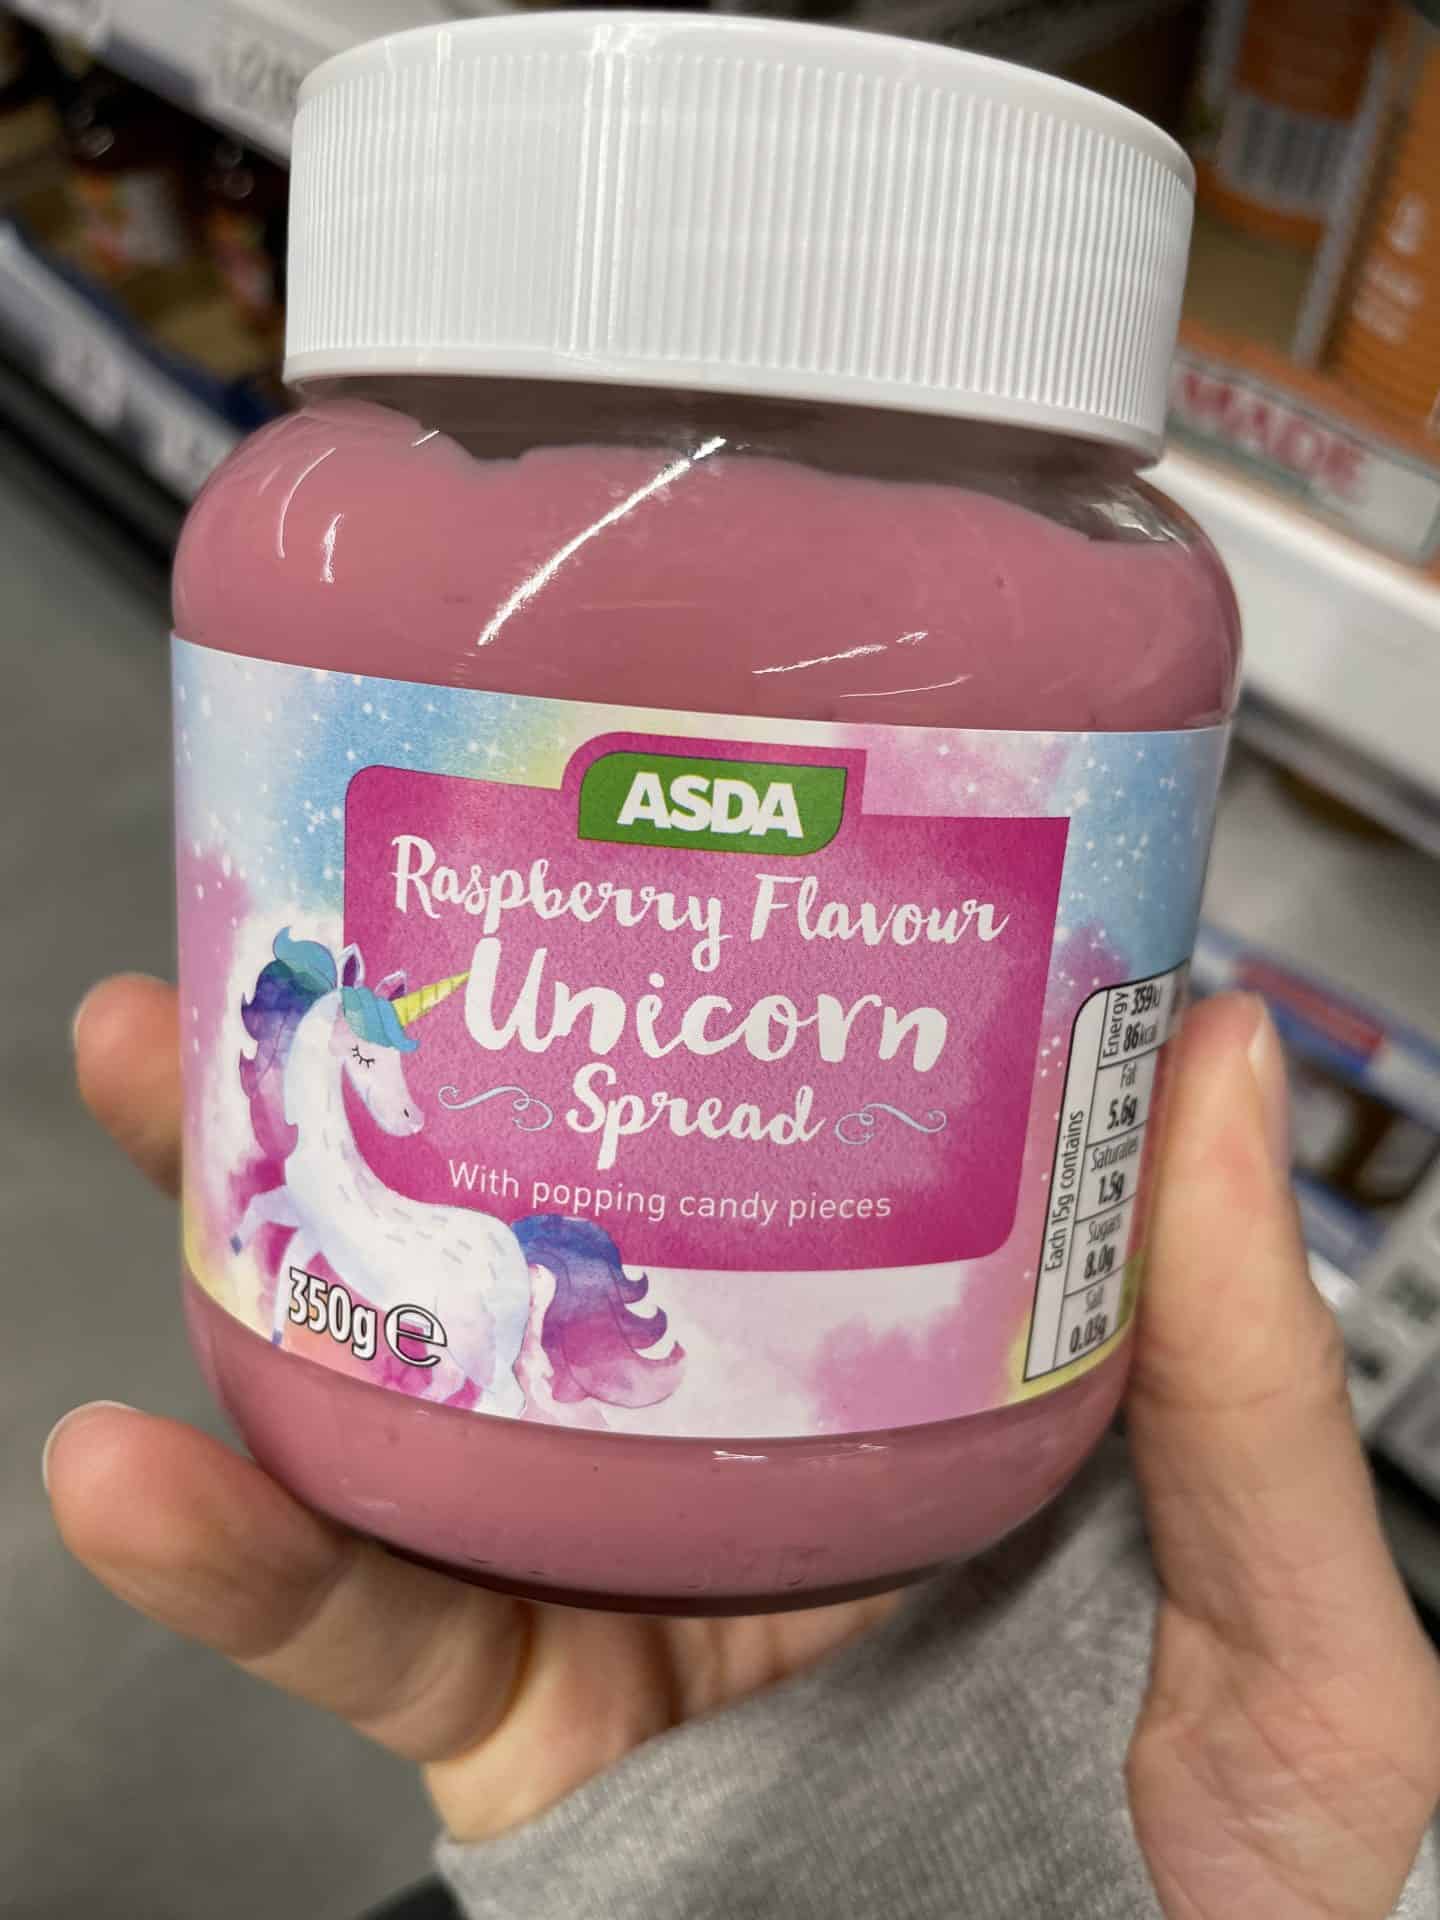 ASDA
Raspberry Flavour
Unicorn
Spread
With popping candy pieces
350g ℮
Each 15g contains
Energy
359kJ
86kcal
Fat
5.6g
Saturates
1.5g
Sugars
8.0g
Salt
0.03g
MADE